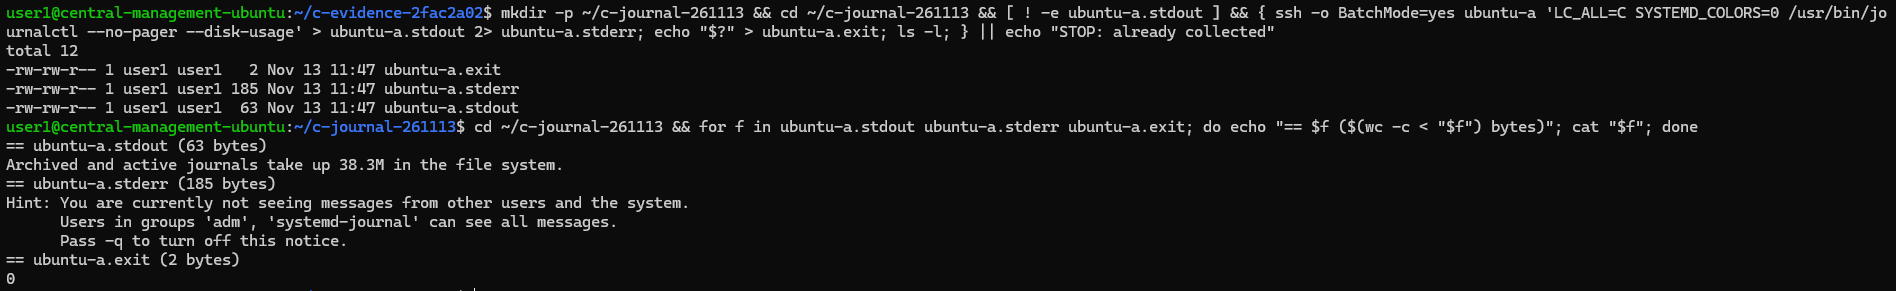 user1@central-management-ubuntu:~/c-evidence-2fac2a02$ mkdir -p ~/c-journal-261113 && cd ~/c-journal-261113 && [ ! -e ubuntu-a.stdout ] && { ssh -o BatchMode=yes ubuntu-a 'LC_ALL=C SYSTEMD_COLORS=0 /usr/bin/jo
urnalctl --no-pager --disk-usage' > ubuntu-a.stdout 2> ubuntu-a.stderr; echo "$?" > ubuntu-a.exit; ls -l; } || echo "STOP: already collected"
total 12
-rw-rw-r-- 1 user1 user1   2 Nov 13 11:47 ubuntu-a.exit
-rw-rw-r-- 1 user1 user1 185 Nov 13 11:47 ubuntu-a.stderr
-rw-rw-r-- 1 user1 user1  63 Nov 13 11:47 ubuntu-a.stdout
user1@central-management-ubuntu:~/c-journal-261113$ cd ~/c-journal-261113 && for f in ubuntu-a.stdout ubuntu-a.stderr ubuntu-a.exit; do echo "== $f ($(wc -c < "$f") bytes)"; cat "$f"; done
== ubuntu-a.stdout (63 bytes)
Archived and active journals take up 38.3M in the file system.
== ubuntu-a.stderr (185 bytes)
Hint: You are currently not seeing messages from other users and the system.
      Users in groups 'adm', 'systemd-journal' can see all messages.
      Pass -q to turn off this notice.
== ubuntu-a.exit (2 bytes)
0